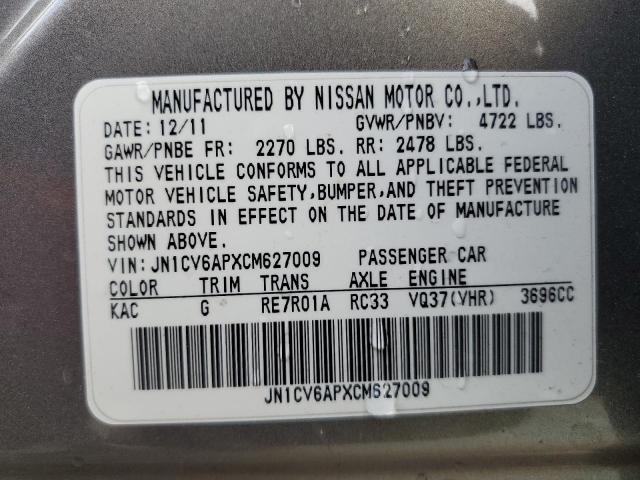 MANUFACTURED BY NISSAN MOTOR CO.,LTD.
DATE: 12/11 GVWR/PNBV: 4722 LBS.
GAWR/PNBE FR: 2270 LBS. RR: 2478 LBS.
THIS VEHICLE CONFORMS TO ALL APPLICABLE FEDERAL
MOTOR VEHICLE SAFETY,BUMPER,AND THEFT PREVENTION
STANDARDS IN EFFECT ON THE DATE OF MANUFACTURE
SHOWN ABOVE.
VIN: JN1CV6APXCM627009 PASSENGER CAR
COLOR TRIM TRANS AXLE ENGINE
KAC G RE7R01A RC33 VQ37(VHR) 3696CC
JN1CV6APXCM627009